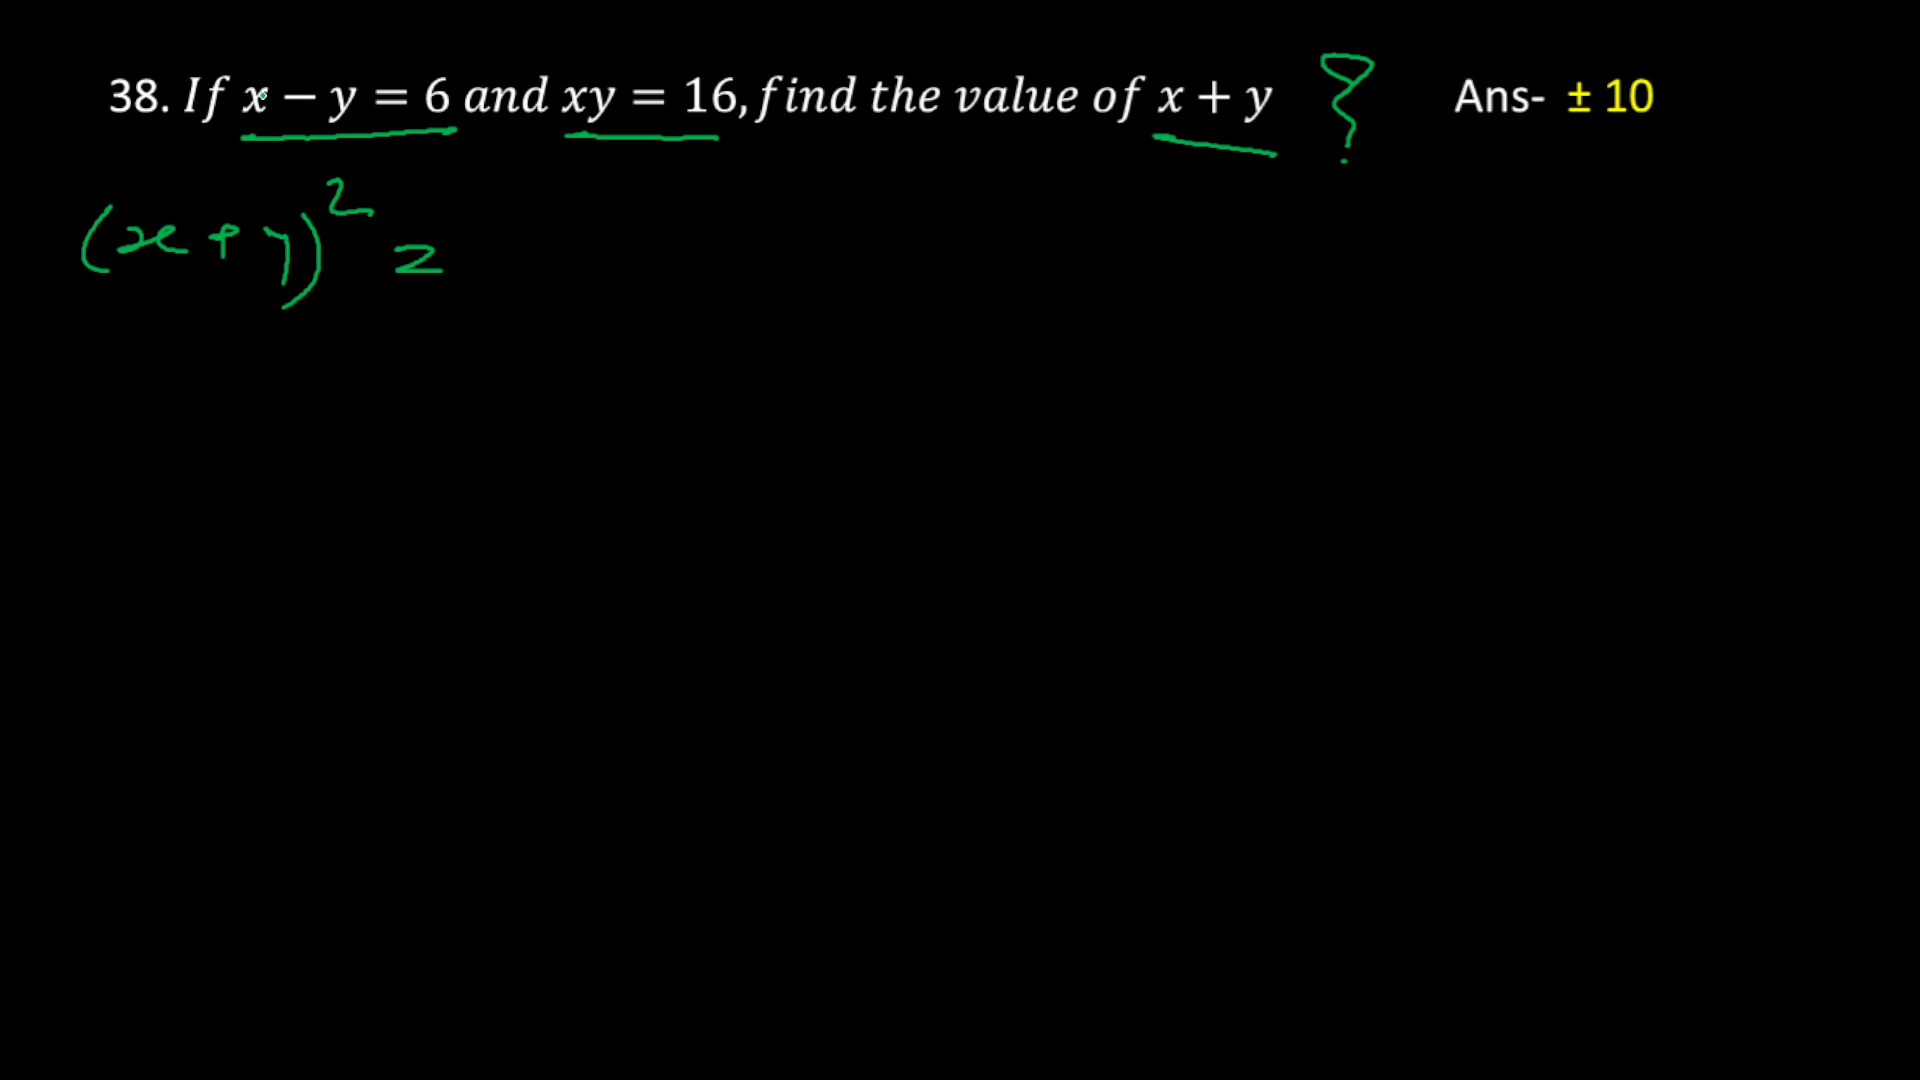 38. If x − y = 6 and xy = 16, find the value of x + y ? Ans- ± 10
(x + y)² =